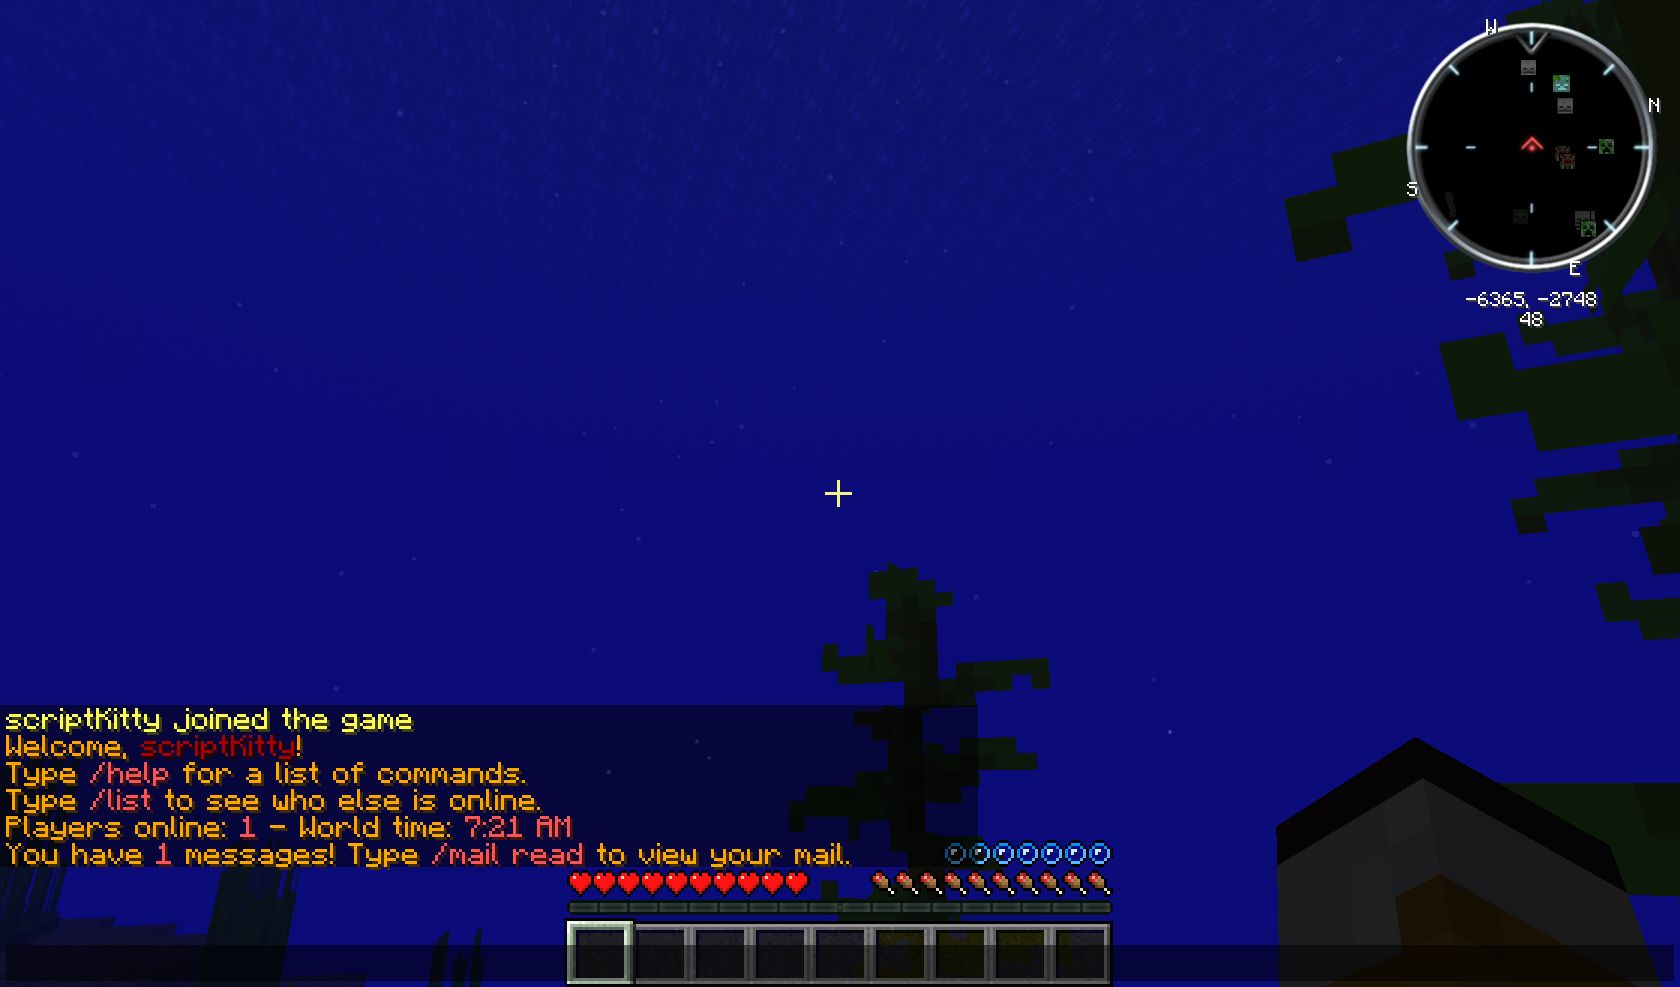 W
N
S
E
-6365, -2748
48
scriptKitty joined the game
Welcome, scriptKitty!
Type /help for a list of commands.
Type /list to see who else is online.
Players online: 1 - World time: 7:21 AM
You have 1 messages! Type /mail read to view your mail.